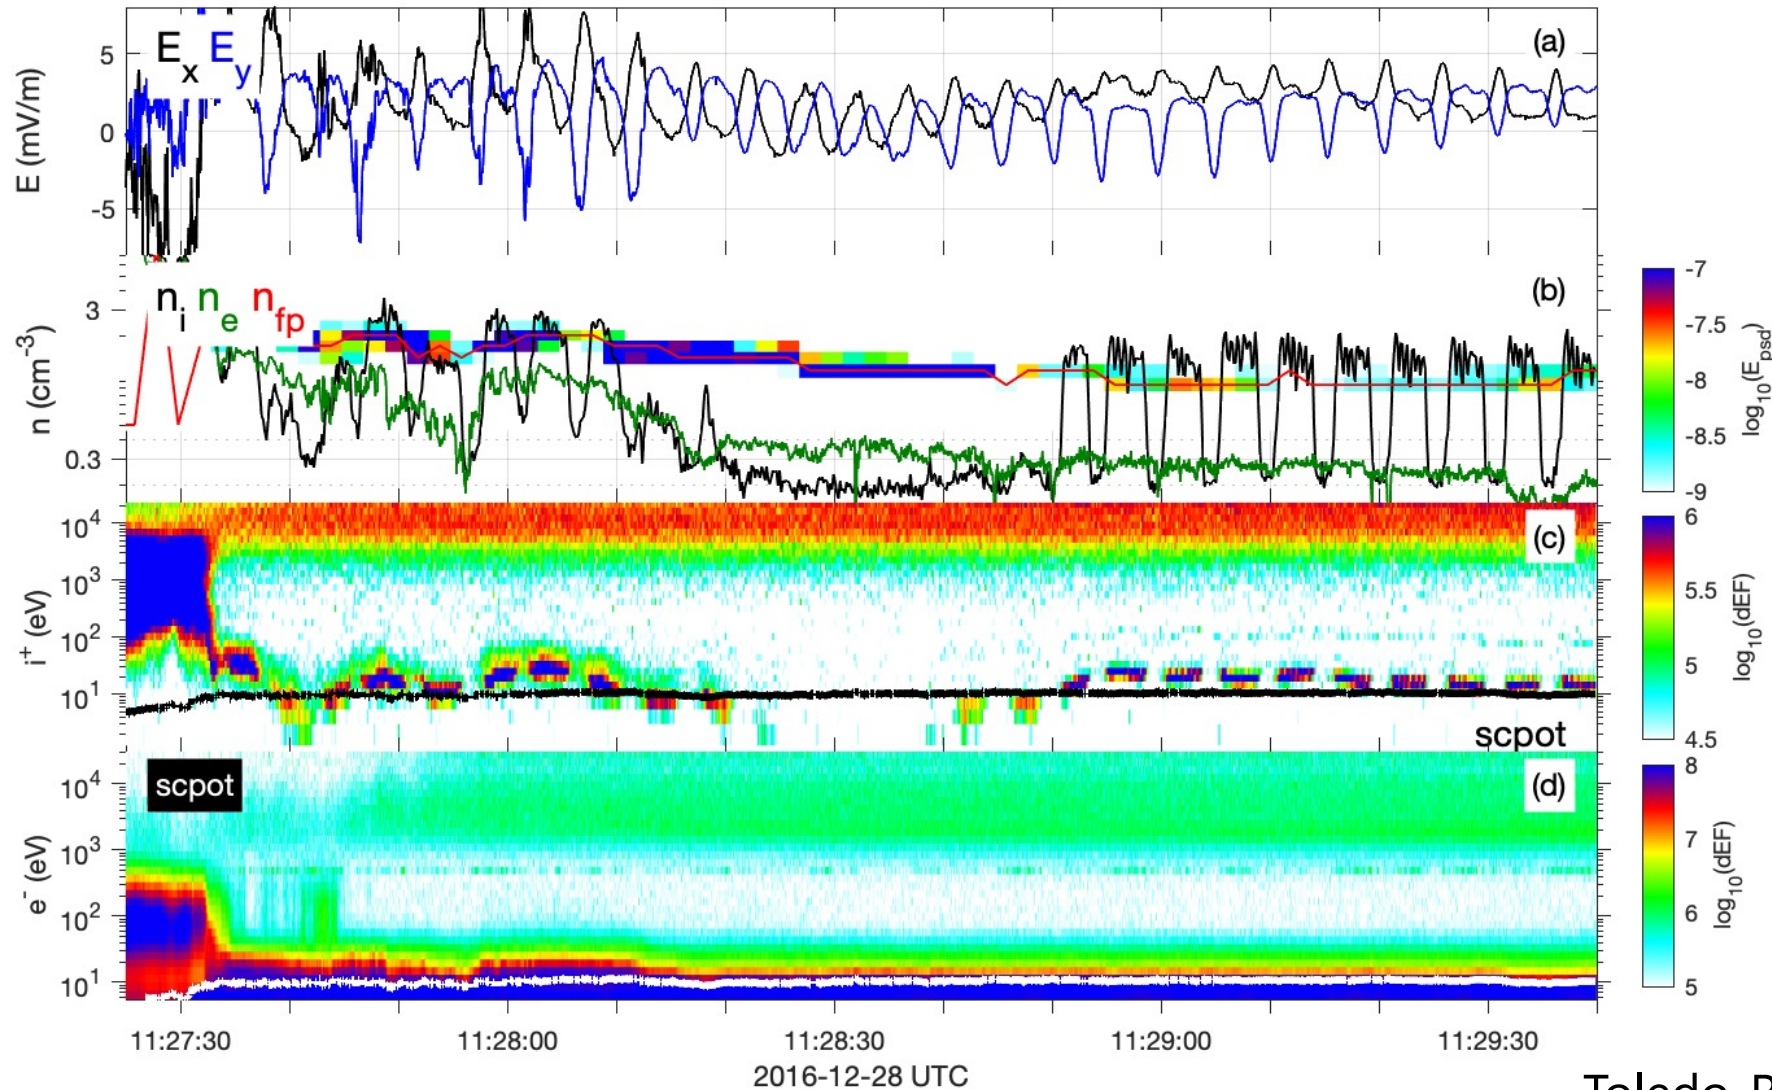 E_x E_y
(a)
5
0
-5
E (mV/m)
n_i n_e n_fp
(b)
3
0.3
n (cm^-3)
-7
-7.5
-8
-8.5
-9
log_10(E_psd)
(c)
10^4
10^3
10^2
10^1
i^+ (eV)
scpot
6
5.5
5
4.5
log_10(dEF)
scpot
(d)
10^4
10^3
10^2
10^1
e^- (eV)
8
7
6
5
log_10(dEF)
11:27:30 11:28:00 11:28:30 11:29:00 11:29:30
2016-12-28 UTC